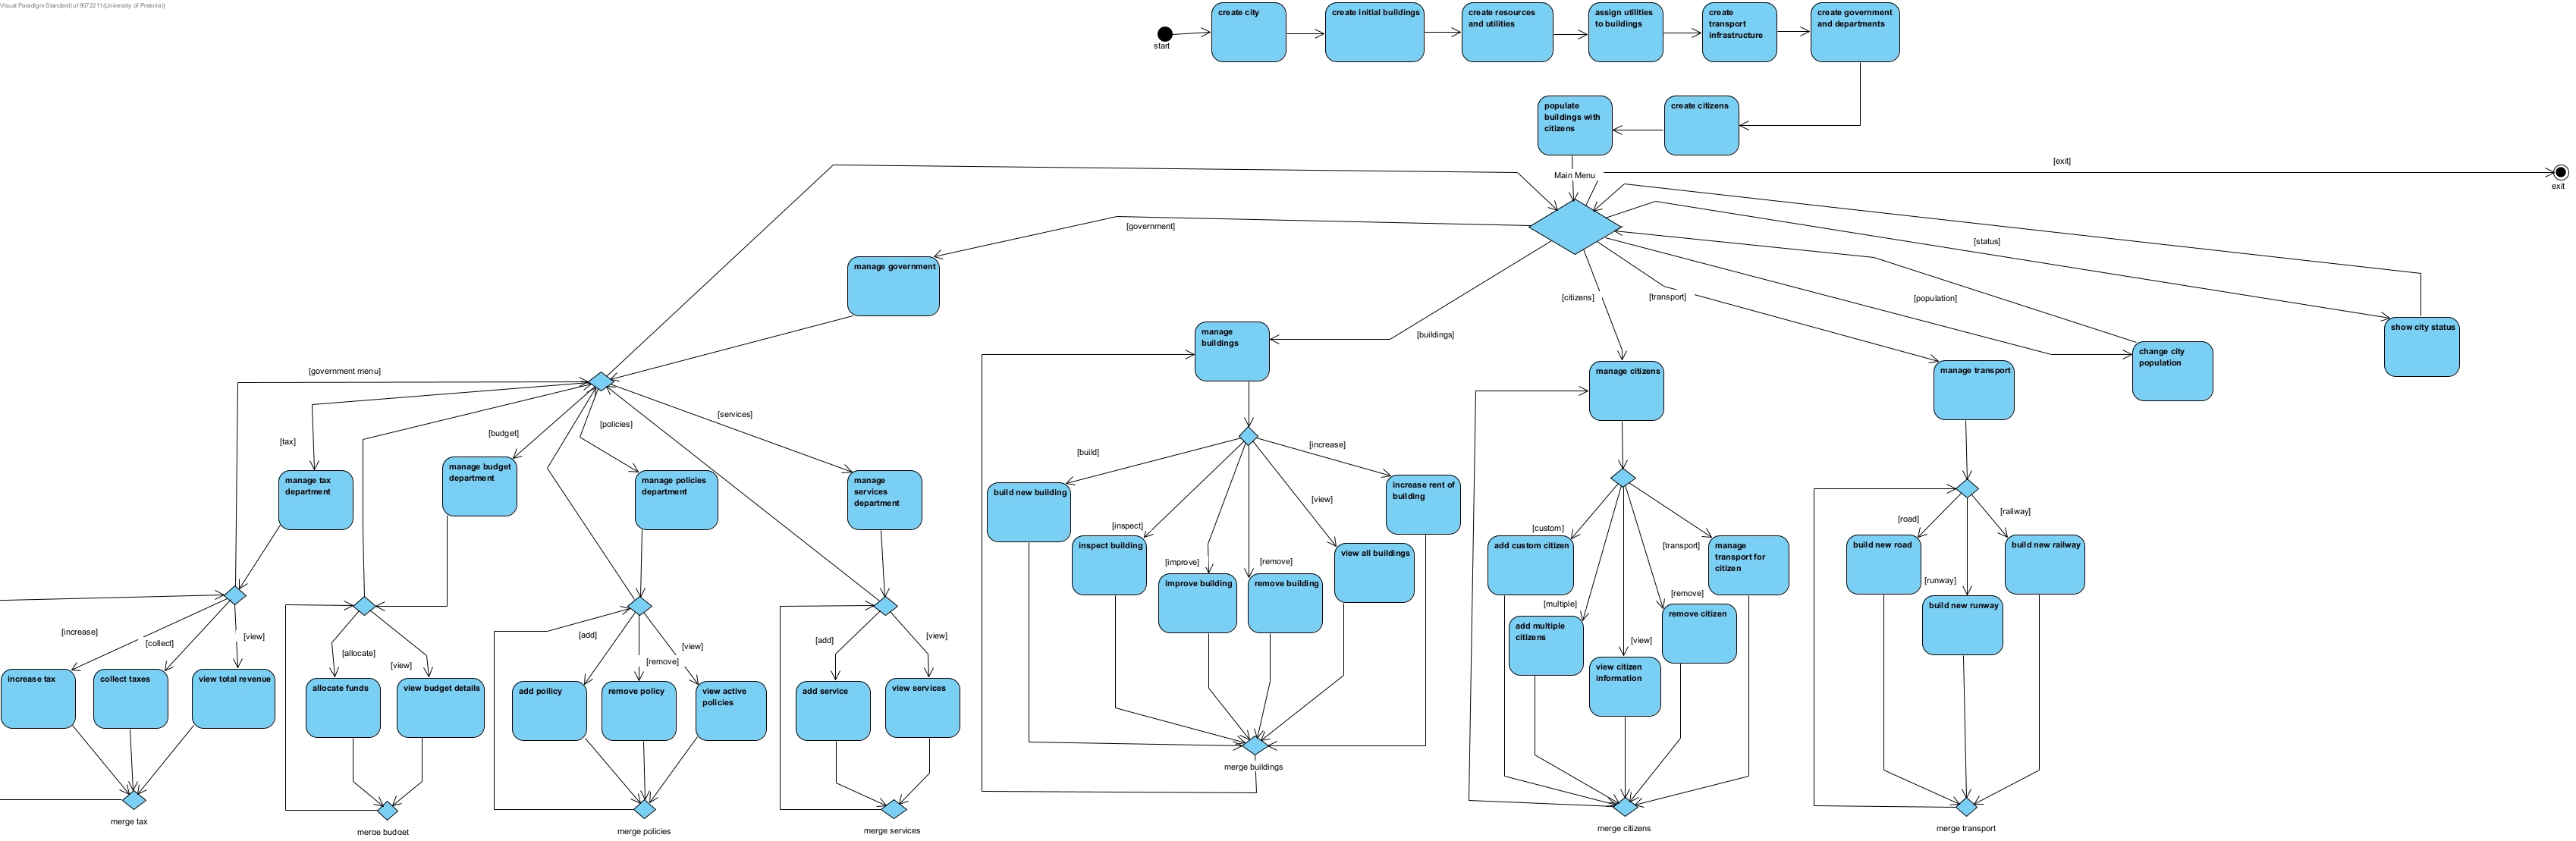 Visual Paradigm Standard(u19072211(University of Pretoria))
create city
create initial buildings
create resources
and utilities
assign utilities
to buildings
create
transport
infrastructure
create government
and departments
start
populate
buildings with
citizens
create citizens
[exit]
Main Menu
exit
[government]
[status]
manage government
[citizens]
[transport]
[population]
manage
buildings
[buildings]
show city status
change city
population
[government menu]
manage citizens
manage transport
[services]
[policies]
[tax]
[budget]
[build]
[increase]
manage tax
department
manage budget
department
manage policies
department
manage
services
department
build new building
increase rent of
building
[view]
[inspect]
[custom]
[road]
[railway]
inspect building
view all buildings
add custom citizen
[transport]
manage
transport for
citizen
build new road
build new railway
[improve]
[remove]
improve building
remove building
[runway]
build new runway
[multiple]
[remove]
add multiple
citizens
remove citizen
[view]
view citizen
information
[increase]
[collect]
[view]
[allocate]
[view]
[add]
[remove]
[view]
[add]
[view]
increase tax
collect taxes
view total revenue
allocate funds
view budget details
add poilicy
remove policy
view active
policies
add service
view services
merge buildings
merge tax
merge budget
merge policies
merge services
merge citizens
merge transport